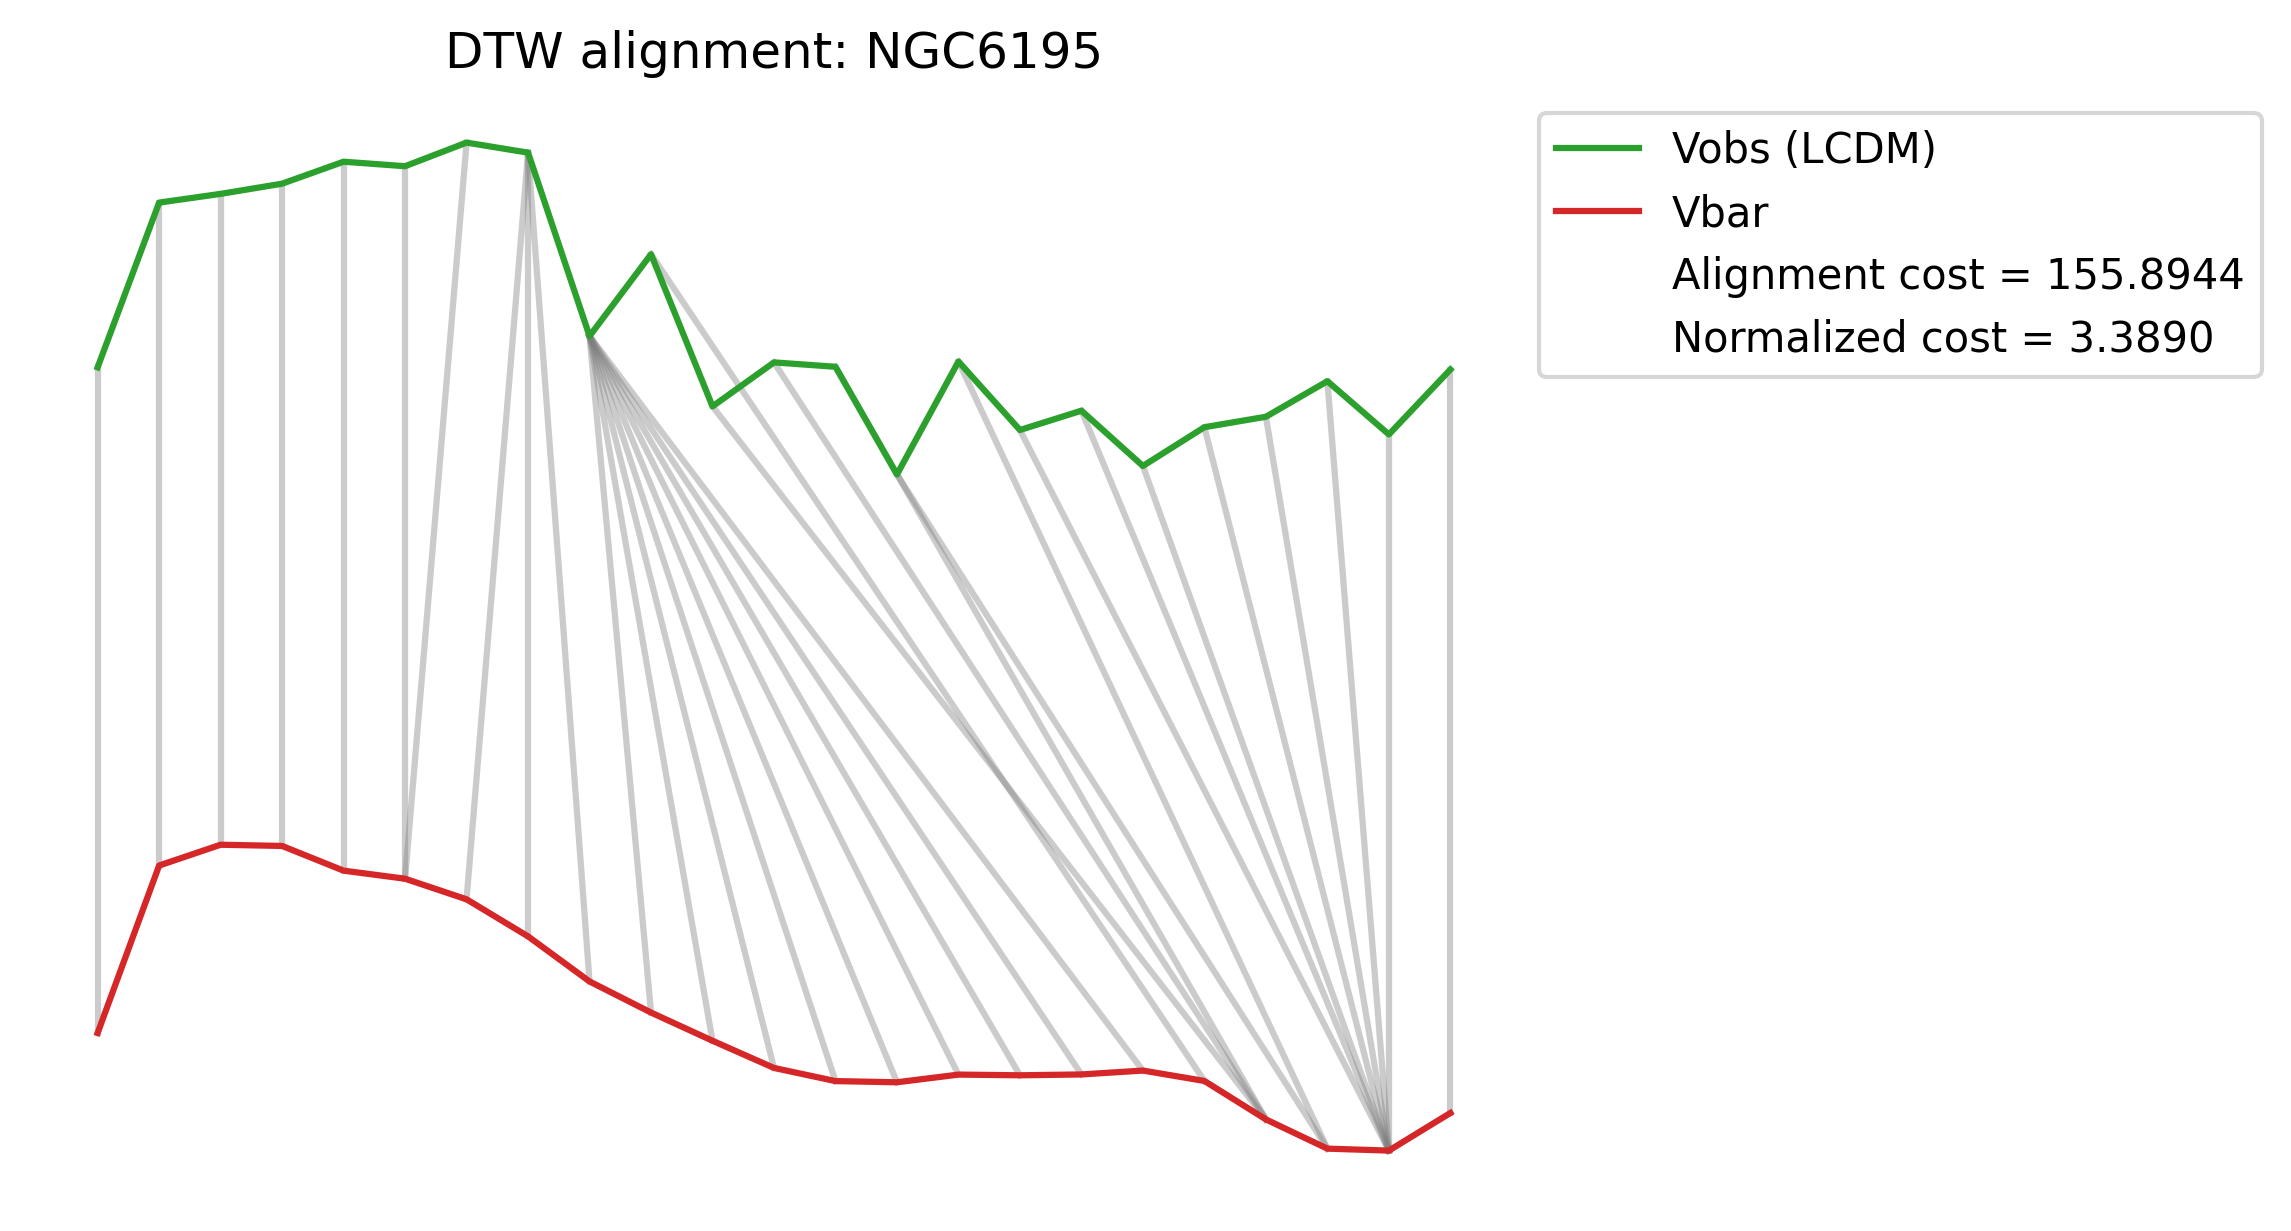 DTW alignment: NGC6195
Vobs (LCDM)
Vbar
Alignment cost = 155.8944
Normalized cost = 3.3890